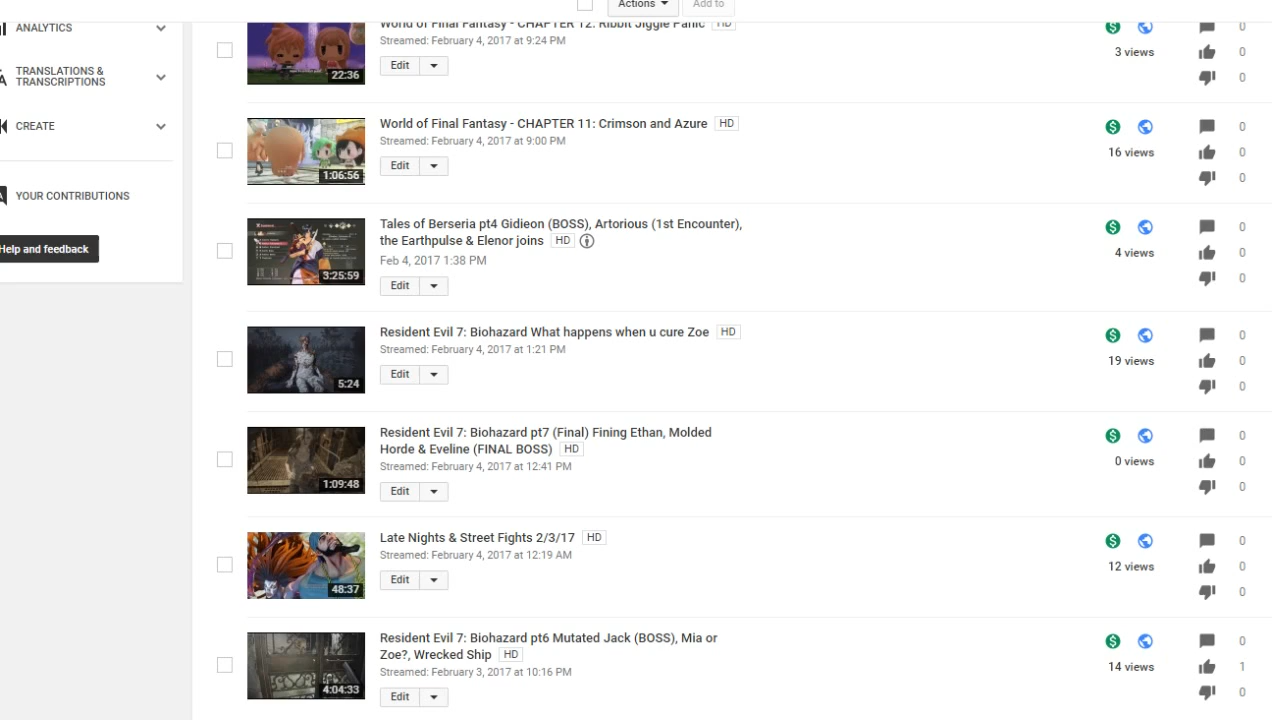 Actions
Add to
ANALYTICS
TRANSLATIONS &
TRANSCRIPTIONS
CREATE
YOUR CONTRIBUTIONS
Help and feedback
World of Final Fantasy - CHAPTER 12: Ribbit Jiggle Panic HD
Streamed: February 4, 2017 at 9:24 PM
22:36
Edit
3 views
0
0
0
World of Final Fantasy - CHAPTER 11: Crimson and Azure HD
Streamed: February 4, 2017 at 9:00 PM
1:06:56
Edit
16 views
0
0
0
Tales of Berseria pt4 Gidieon (BOSS), Artorious (1st Encounter),
the Earthpulse & Elenor joins HD
Feb 4, 2017 1:38 PM
3:25:59
Edit
4 views
0
0
0
Resident Evil 7: Biohazard What happens when u cure Zoe HD
Streamed: February 4, 2017 at 1:21 PM
5:24
Edit
19 views
0
0
0
Resident Evil 7: Biohazard pt7 (Final) Fining Ethan, Molded
Horde & Eveline (FINAL BOSS) HD
Streamed: February 4, 2017 at 12:41 PM
1:09:48
Edit
0 views
0
0
0
Late Nights & Street Fights 2/3/17 HD
Streamed: February 4, 2017 at 12:19 AM
48:37
Edit
12 views
0
0
0
Resident Evil 7: Biohazard pt6 Mutated Jack (BOSS), Mia or
Zoe?, Wrecked Ship HD
Streamed: February 3, 2017 at 10:16 PM
4:04:33
Edit
14 views
0
1
0